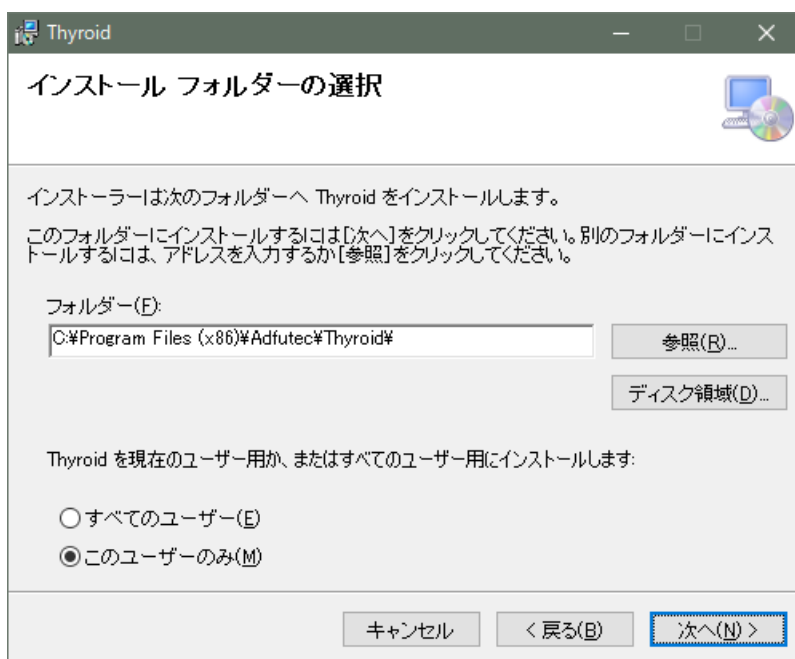 Thyroid
インストール フォルダーの選択
インストーラーは次のフォルダーへ Thyroid をインストールします。
このフォルダーにインストールするには[次へ]をクリックしてください。別のフォルダーにインス
トールするには、アドレスを入力するか[参照]をクリックしてください。
フォルダー(F):
C:¥Program Files (x86)¥Adfutec¥Thyroid¥
参照(R)...
ディスク領域(D)...
Thyroid を現在のユーザー用か、またはすべてのユーザー用にインストールします:
すべてのユーザー(E)
このユーザーのみ(M)
キャンセル
< 戻る(B)
次へ(N) >